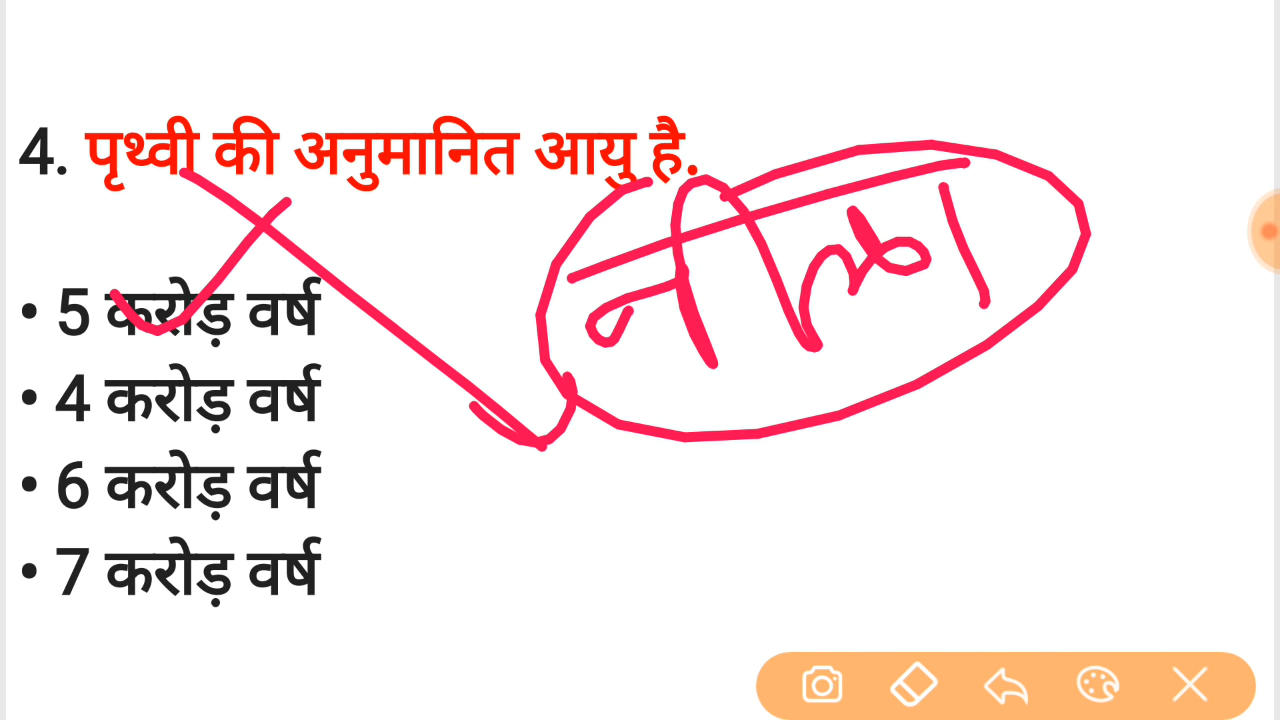 4. पृथ्वी की अनुमानित आयु है.
• 5 करोड़ वर्ष
• 4 करोड़ वर्ष
• 6 करोड़ वर्ष
• 7 करोड़ वर्ष